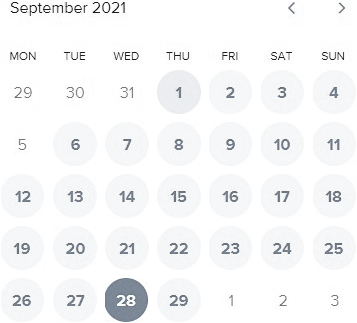 September 2021
MON TUE WED THU FRI SAT SUN
29 30 31 1 2 3 4
5 6 7 8 9 10 11
12 13 14 15 16 17 18
19 20 21 22 23 24 25
26 27 28 29 1 2 3